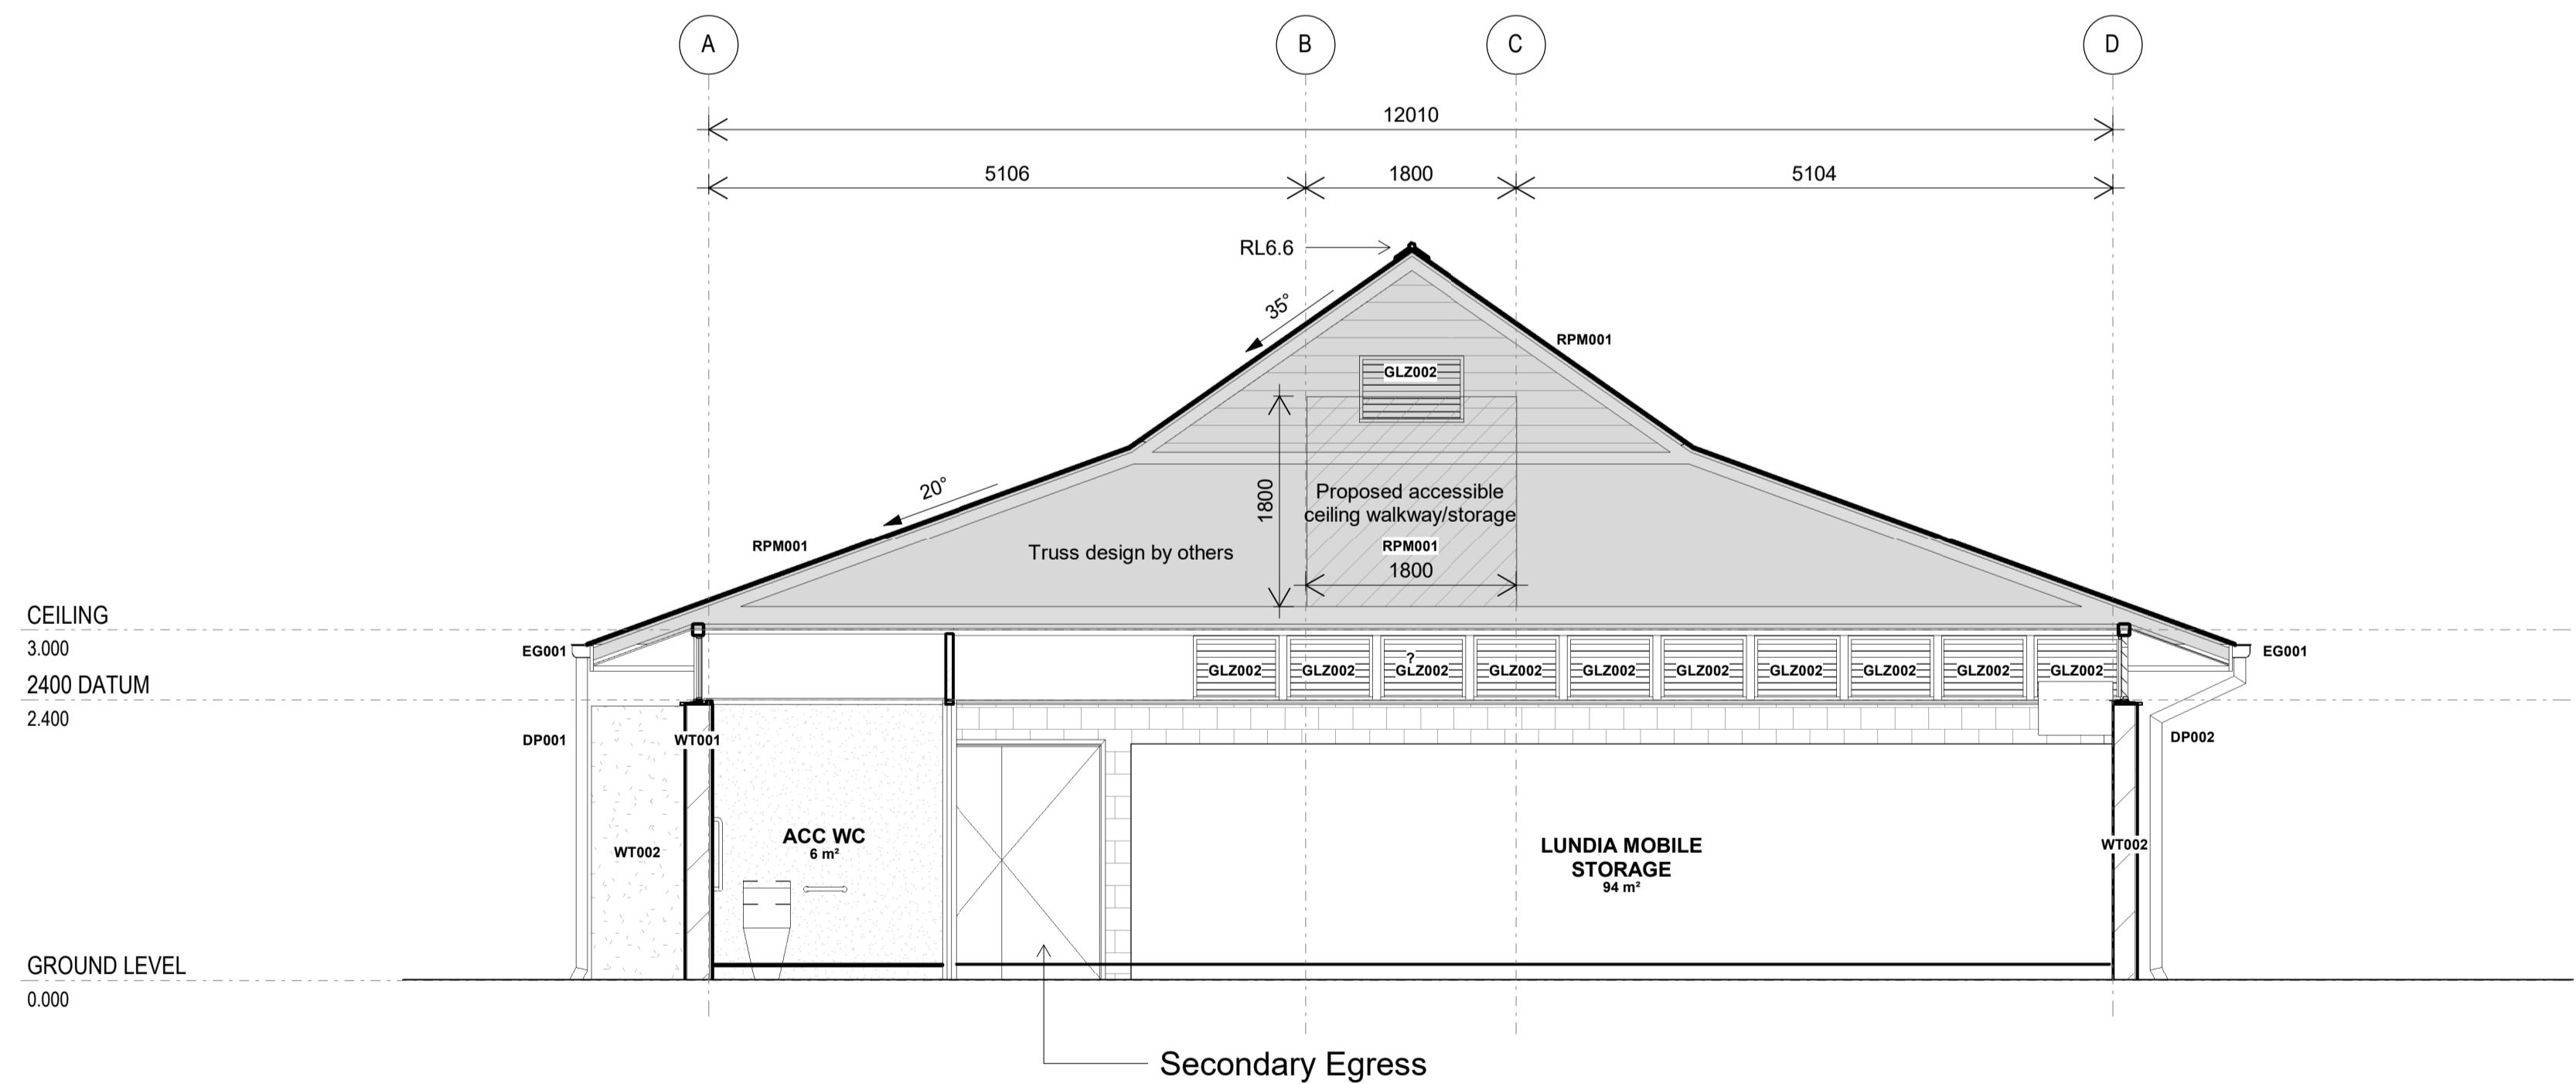 A
B
C
D
12010
5106
1800
5104
RL6.6
35°
RPM001
GLZ002
20°
1800
Proposed accessible
ceiling walkway/storage
RPM001
RPM001
Truss design by others
1800
CEILING
3.000
EG001
EG001
?
GLZ002
GLZ002
GLZ002
GLZ002
GLZ002
GLZ002
GLZ002
GLZ002
GLZ002
GLZ002
2400 DATUM
2.400
DP001
WT001
DP002
ACC WC
6 m²
WT002
LUNDIA MOBILE
STORAGE
94 m²
WT002
GROUND LEVEL
0.000
Secondary Egress